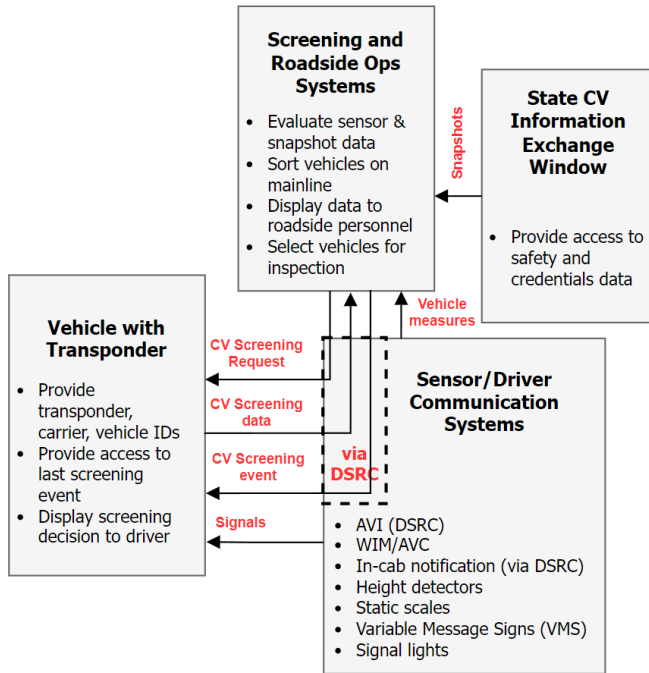 Screening and
Roadside Ops
Systems
• Evaluate sensor &
snapshot data
• Sort vehicles on
mainline
• Display data to
roadside personnel
• Select vehicles for
inspection
Snapshots
State CV
Information
Exchange
Window
• Provide access to
safety and
credentials data
Vehicle
measures
Vehicle with
Transponder
• Provide
transponder,
carrier, vehicle IDs
• Provide access to
last screening
event
• Display screening
decision to driver
CV Screening
Request
CV Screening
data
CV Screening
event
Signals
via
DSRC
Sensor/Driver
Communication
Systems
• AVI (DSRC)
• WIM/AVC
• In-cab notification (via DSRC)
• Height detectors
• Static scales
• Variable Message Signs (VMS)
• Signal lights